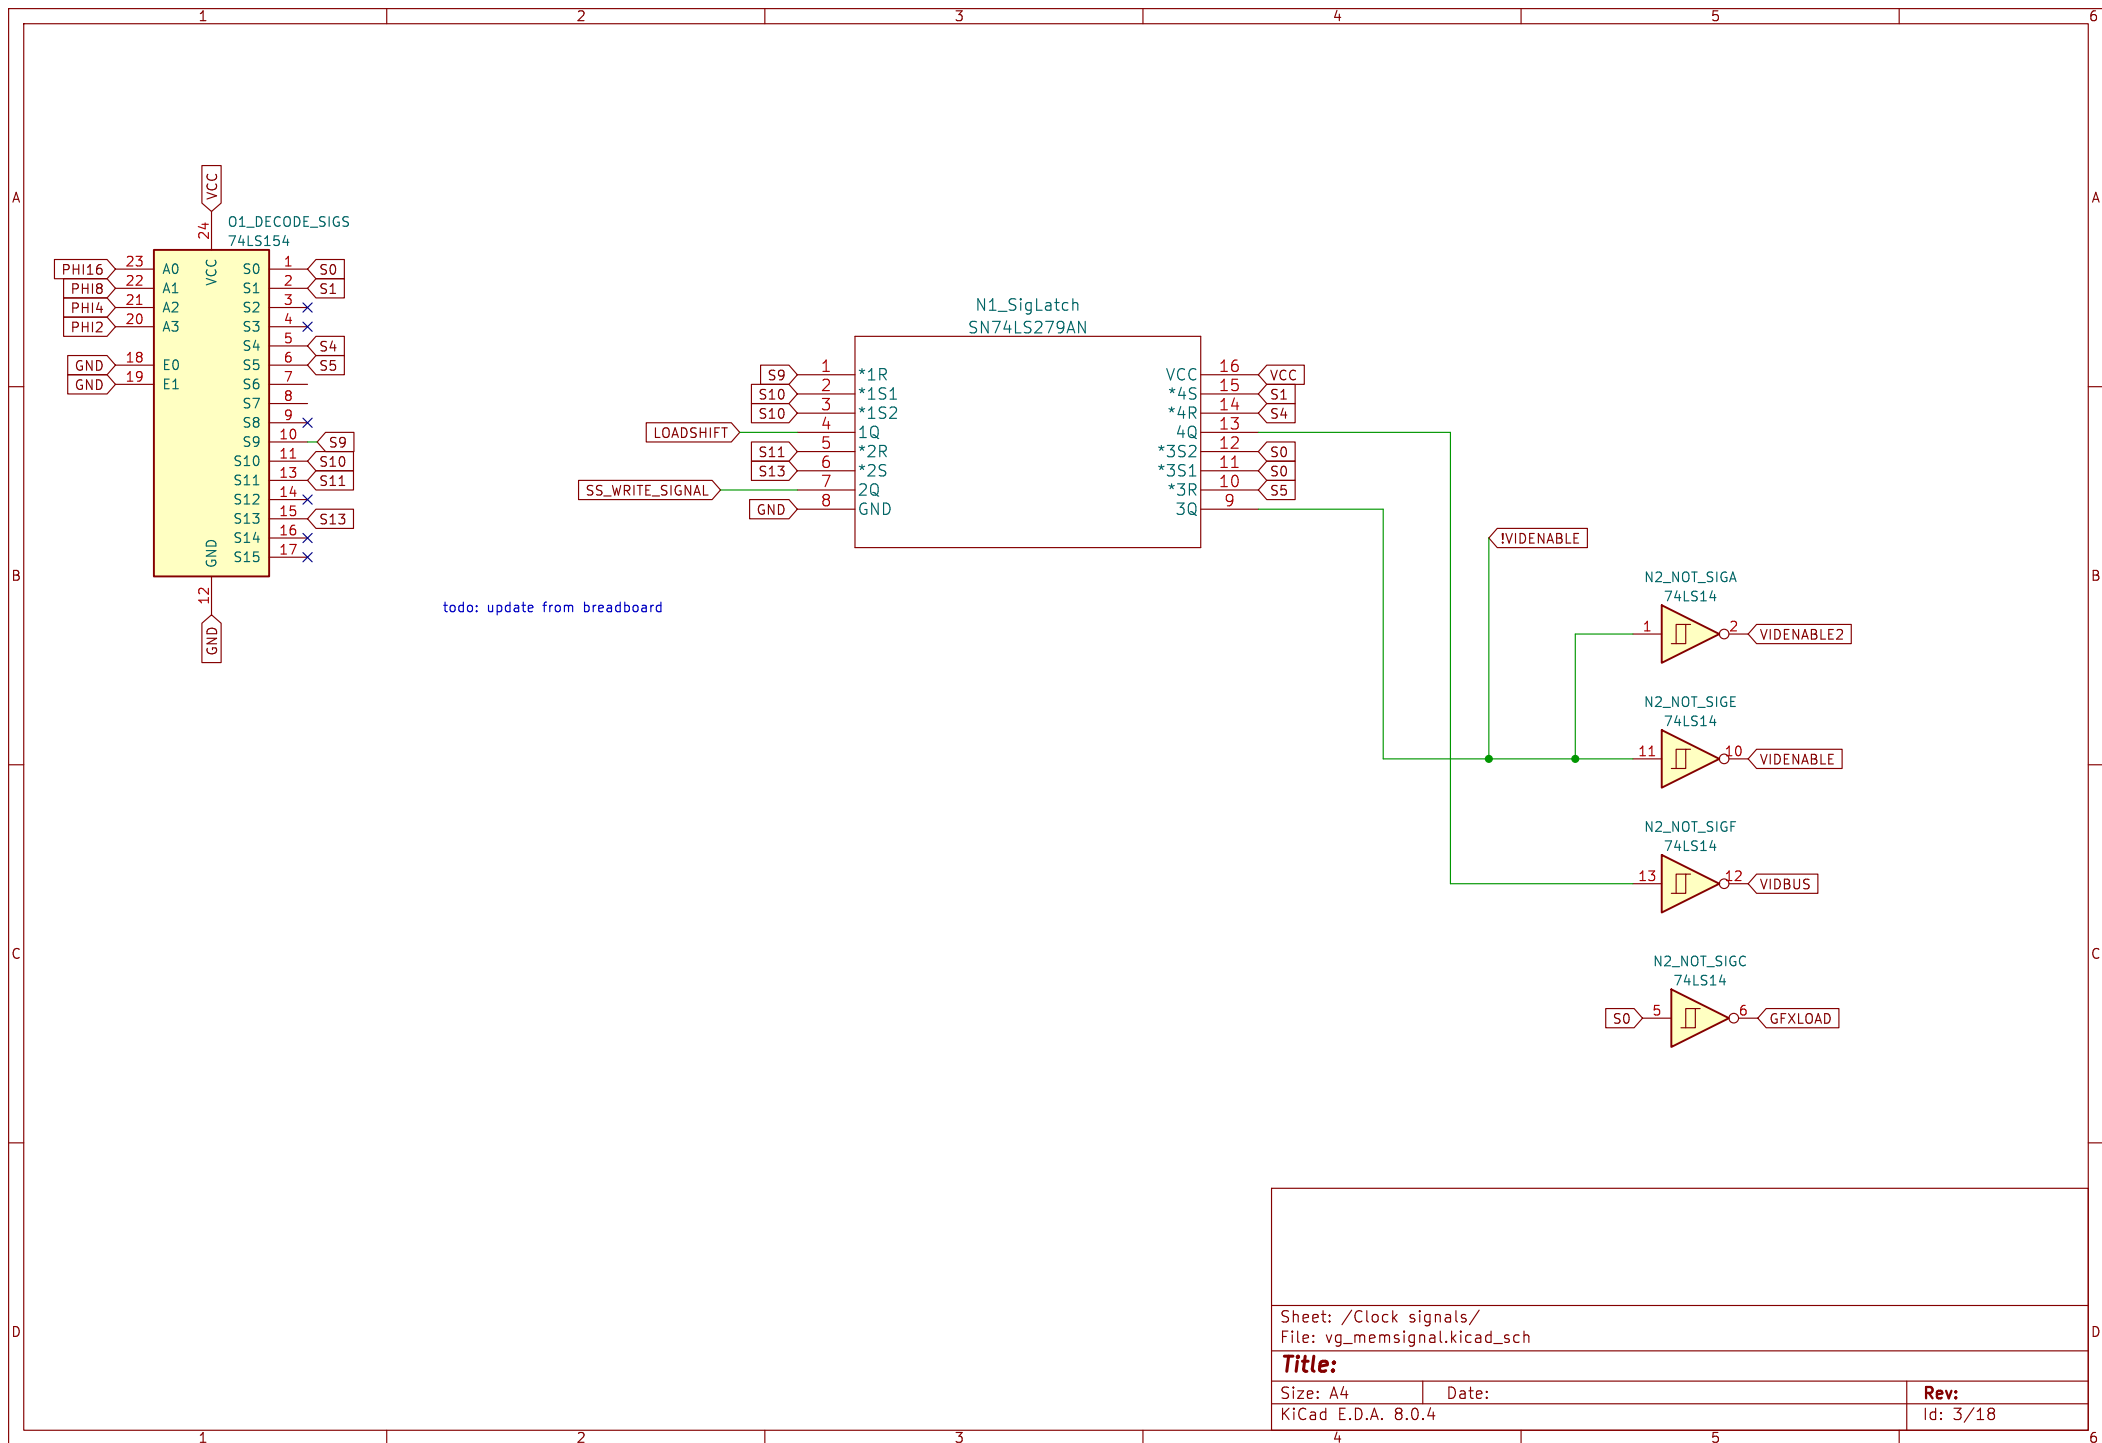 1 2 3 4 5 6
A
B
C
D
VCC
24
O1_DECODE_SIGS
74LS154
PHI16 23 A0 VCC S0 1 S0
PHI8 22 A1 S1 2 S1
PHI4 21 A2 S2 3
PHI2 20 A3 S3 4
S4 5 S4
GND 18 E0 S5 6 S5
GND 19 E1 S6 7
S7 8
S8 9
S9 10 S9
S10 11 S10
S11 13 S11
S12 14
S13 15 S13
GND S14 16
S15 17
12
GND
todo: update from breadboard
N1_SigLatch
SN74LS279AN
S9 1 *1R VCC 16 VCC
S10 2 *1S1 *4S 15 S1
S10 3 *1S2 *4R 14 S4
LOADSHIFT 4 1Q 4Q 13
S11 5 *2R *3S2 12 S0
S13 6 *2S *3S1 11 S0
SS_WRITE_SIGNAL 7 2Q *3R 10 S5
GND 8 GND 3Q 9
!VIDENABLE
N2_NOT_SIGA
74LS14
1 2 VIDENABLE2
N2_NOT_SIGE
74LS14
11 10 VIDENABLE
N2_NOT_SIGF
74LS14
13 12 VIDBUS
N2_NOT_SIGC
74LS14
S0 5 6 GFXLOAD
A
B
C
D
Sheet: /Clock signals/
File: vg_memsignal.kicad_sch
Title:
Size: A4 Date: Rev:
KiCad E.D.A. 8.0.4 Id: 3/18
1 2 3 4 5 6